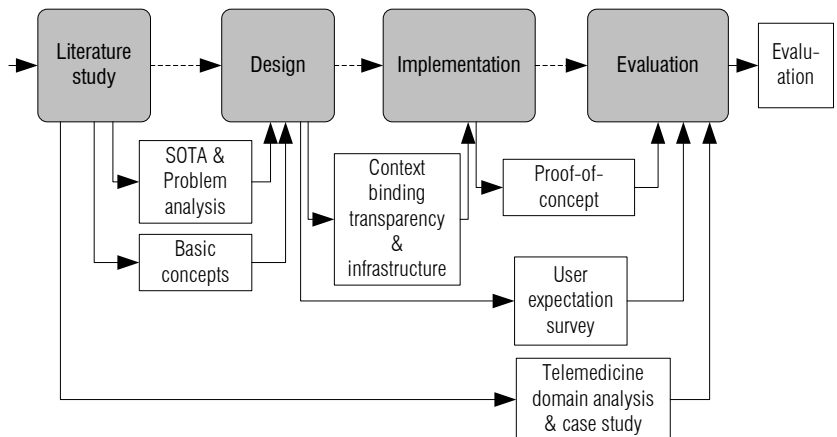 Literature
study
Design
Implementation
Evaluation
Evalu-
ation
SOTA &
Problem
analysis
Basic
concepts
Context
binding
transparency
&
infrastructure
Proof-of-
concept
User
expectation
survey
Telemedicine
domain analysis
& case study